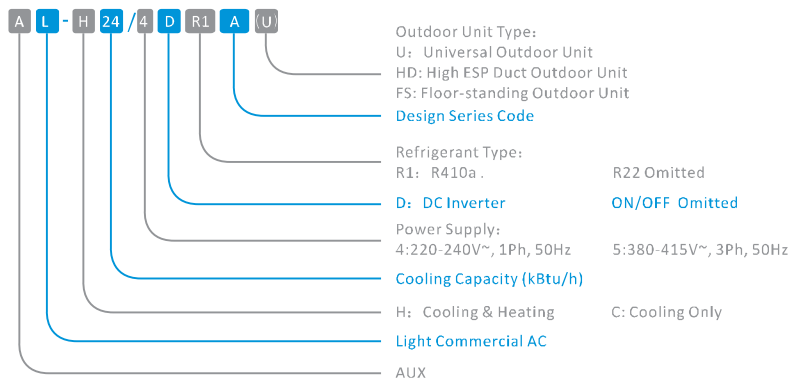 A L - H 24 / 4 D R1 A (U)
Outdoor Unit Type:
U: Universal Outdoor Unit
HD: High ESP Duct Outdoor Unit
FS: Floor-standing Outdoor Unit
Design Series Code
Refrigerant Type:
R1: R410a . R22 Omitted
D: DC Inverter ON/OFF Omitted
Power Supply:
4:220-240V~, 1Ph, 50Hz 5:380-415V~, 3Ph, 50Hz
Cooling Capacity (kBtu/h)
H: Cooling & Heating C: Cooling Only
Light Commercial AC
AUX